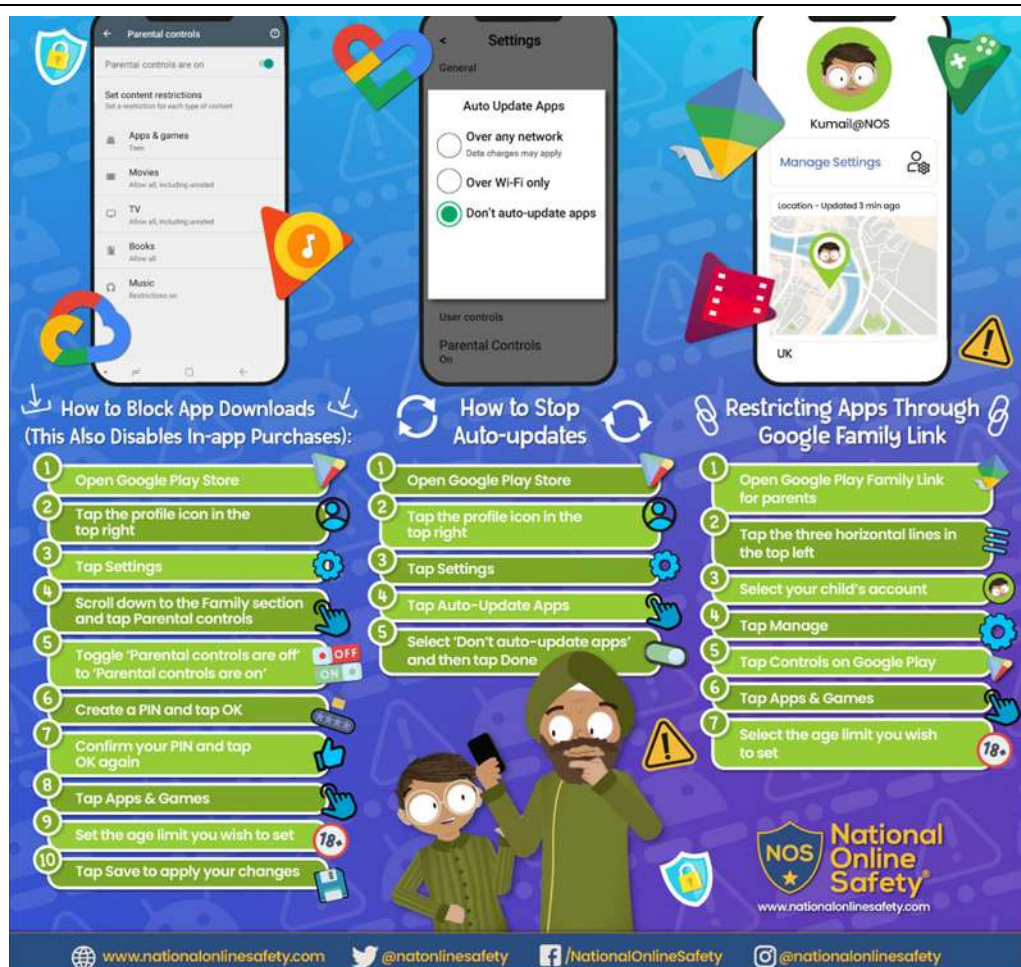 Parental controls
Parental controls are on
Set content restrictions
Set a restriction for each type of content
Apps & games
Teen
Movies
Allow all, including unrated
TV
Allow all, including unrated
Books
Allow all
Music
Restrictions on
Settings
General
Auto Update Apps
Over any network
Data charges may apply
Over Wi-Fi only
Don't auto-update apps
User controls
Parental Controls
On
Kumail@NOS
Manage Settings
Location - Updated 3 min ago
UK
How to Block App Downloads
(This Also Disables In-app Purchases):
1
Open Google Play Store
2
Tap the profile icon in the
top right
3
Tap Settings
4
Scroll down to the Family section
and tap Parental controls
5
Toggle 'Parental controls are off'
to 'Parental controls are on'
OFF
ON
6
Create a PIN and tap OK
7
Confirm your PIN and tap
OK again
8
Tap Apps & Games
9
Set the age limit you wish to set
18+
10
Tap Save to apply your changes
How to Stop
Auto-updates
1
Open Google Play Store
2
Tap the profile icon in the
top right
3
Tap Settings
4
Tap Auto-Update Apps
5
Select 'Don't auto-update apps'
and then tap Done
Restricting Apps Through
Google Family Link
1
Open Google Play Family Link
for parents
2
Tap the three horizontal lines in
the top left
3
Select your child's account
4
Tap Manage
5
Tap Controls on Google Play
6
Tap Apps & Games
7
Select the age limit you wish
to set
18+
NOS
National
Online
Safety®
www.nationalonlinesafety.com
www.nationalonlinesafety.com
@natonlinesafety
/NationalOnlineSafety
@nationalonlinesafety